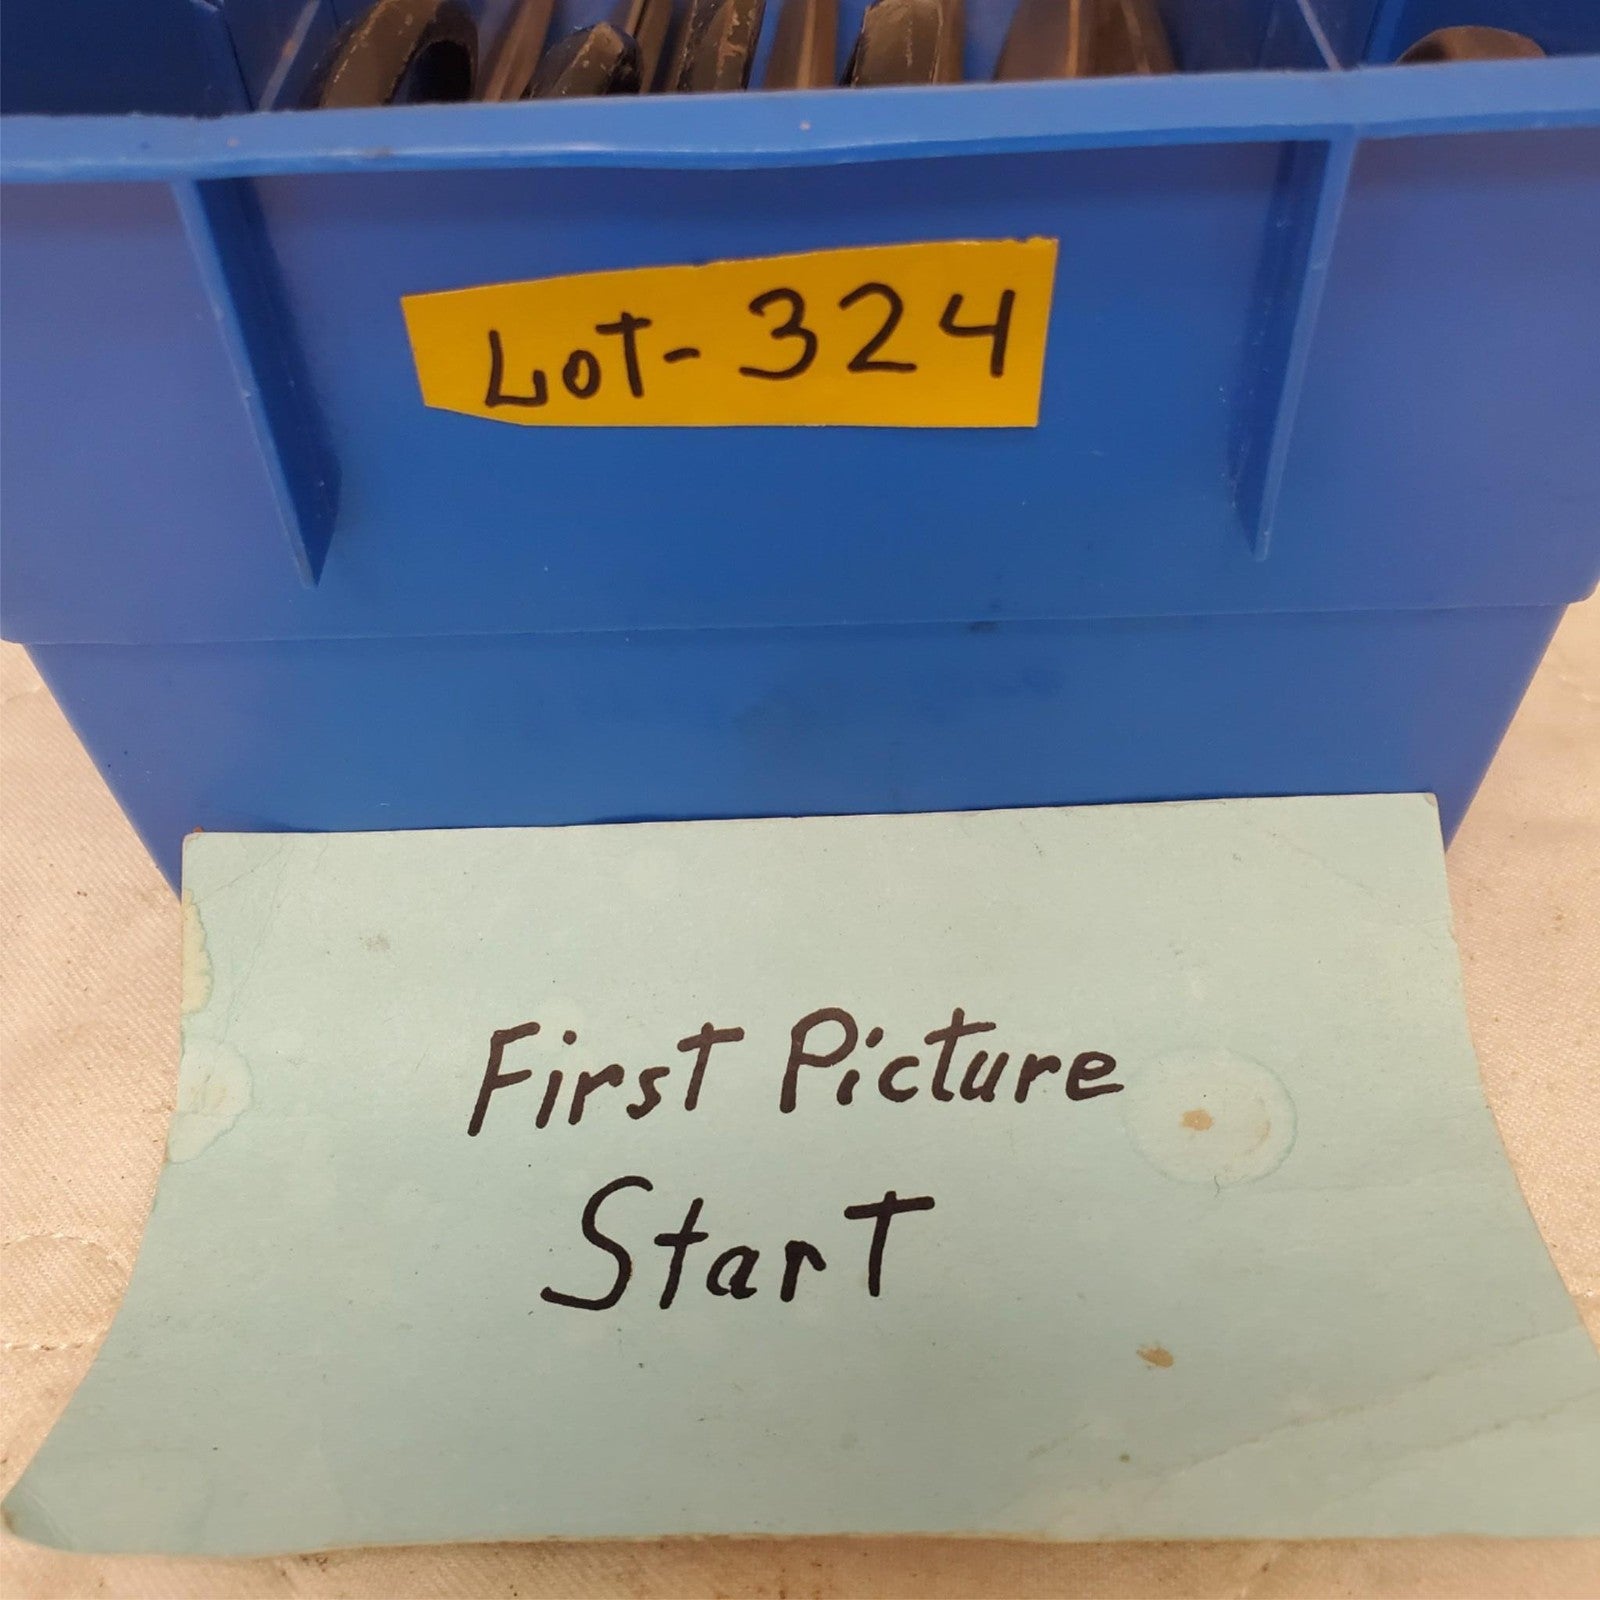 LoT- 324
First Picture
Start